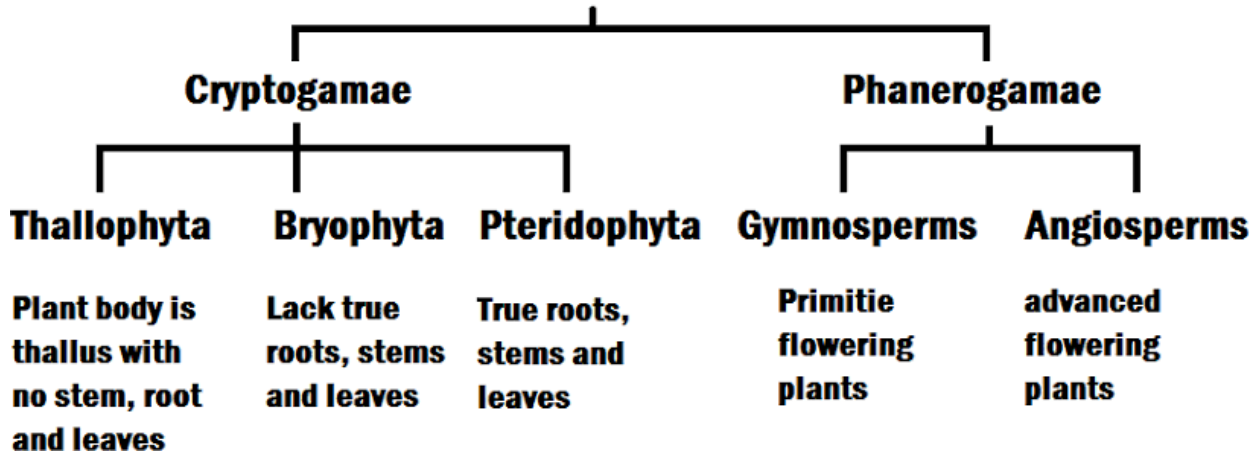 Cryptogamae
Phanerogamae
Thallophyta
Bryophyta
Pteridophyta
Gymnosperms
Angiosperms
Plant body is
thallus with
no stem, root
and leaves
Lack true
roots, stems
and leaves
True roots,
stems and
leaves
Primitie
flowering
plants
advanced
flowering
plants